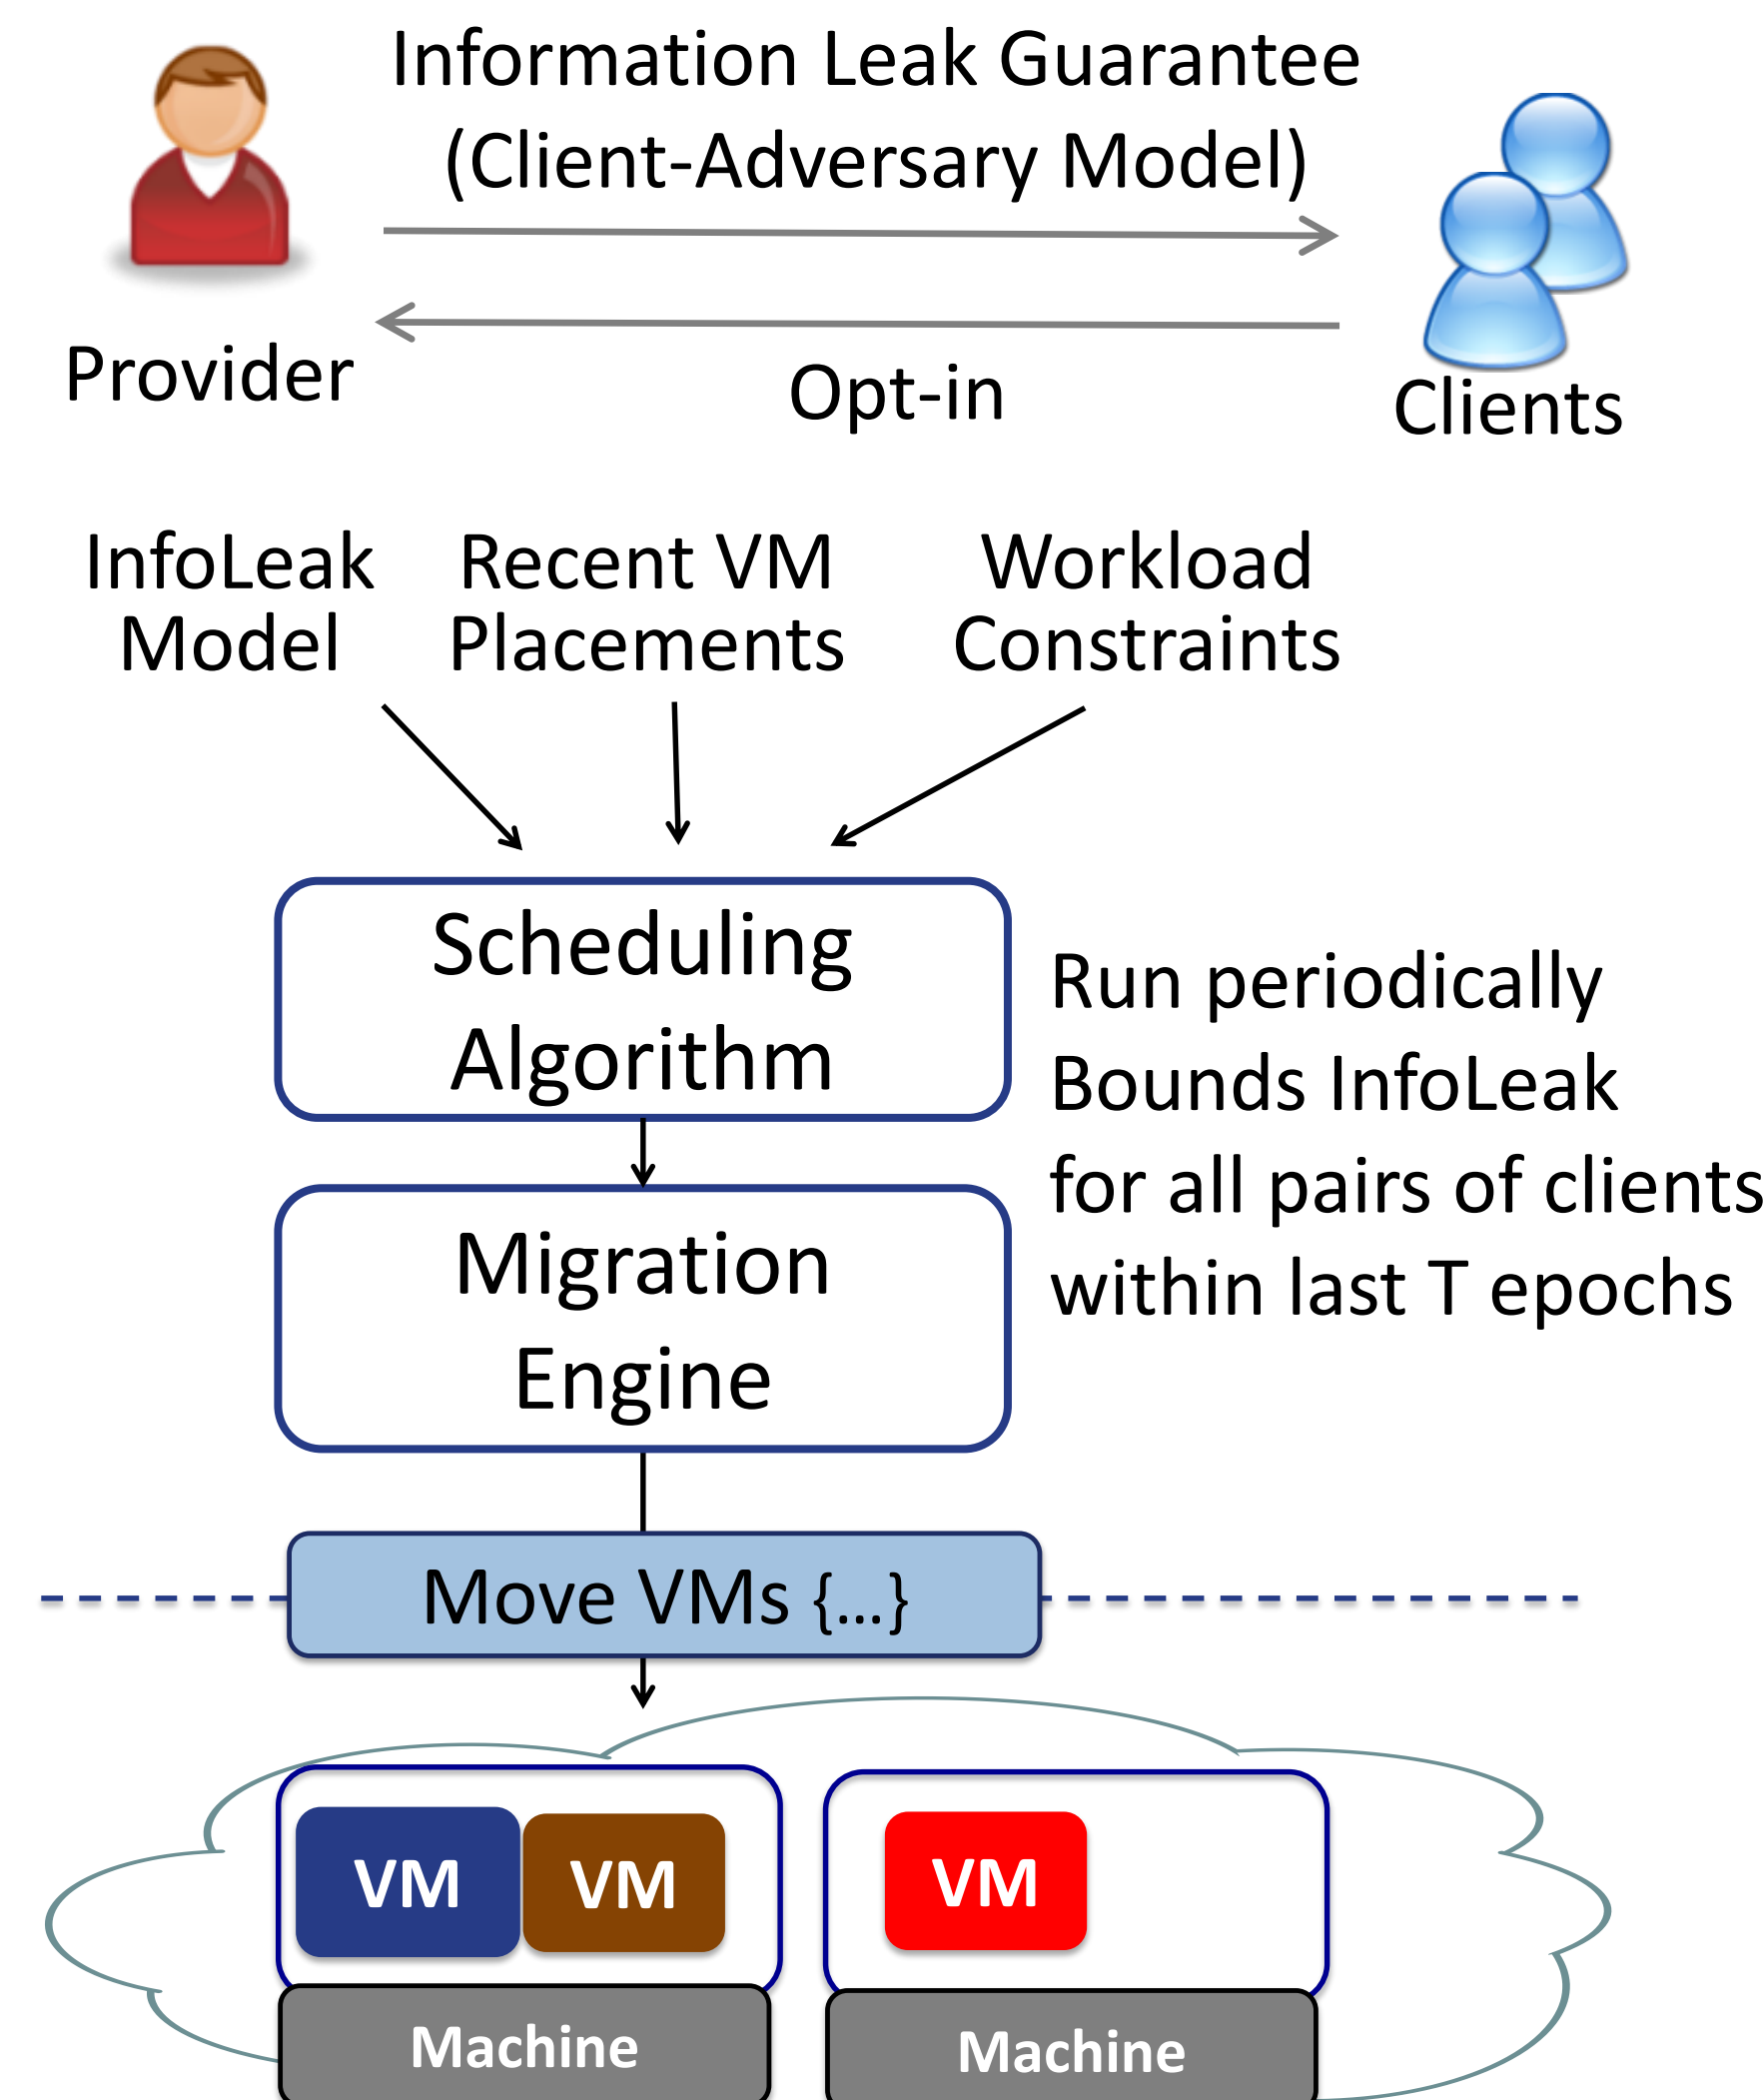 Information Leak Guarantee
(Client-Adversary Model)
Provider
Opt-in
Clients
InfoLeak
Model
Recent VM
Placements
Workload
Constraints
Scheduling
Algorithm
Run periodically
Bounds InfoLeak
for all pairs of clients
within last T epochs
Migration
Engine
Move VMs {...}
VM
VM
VM
Machine
Machine